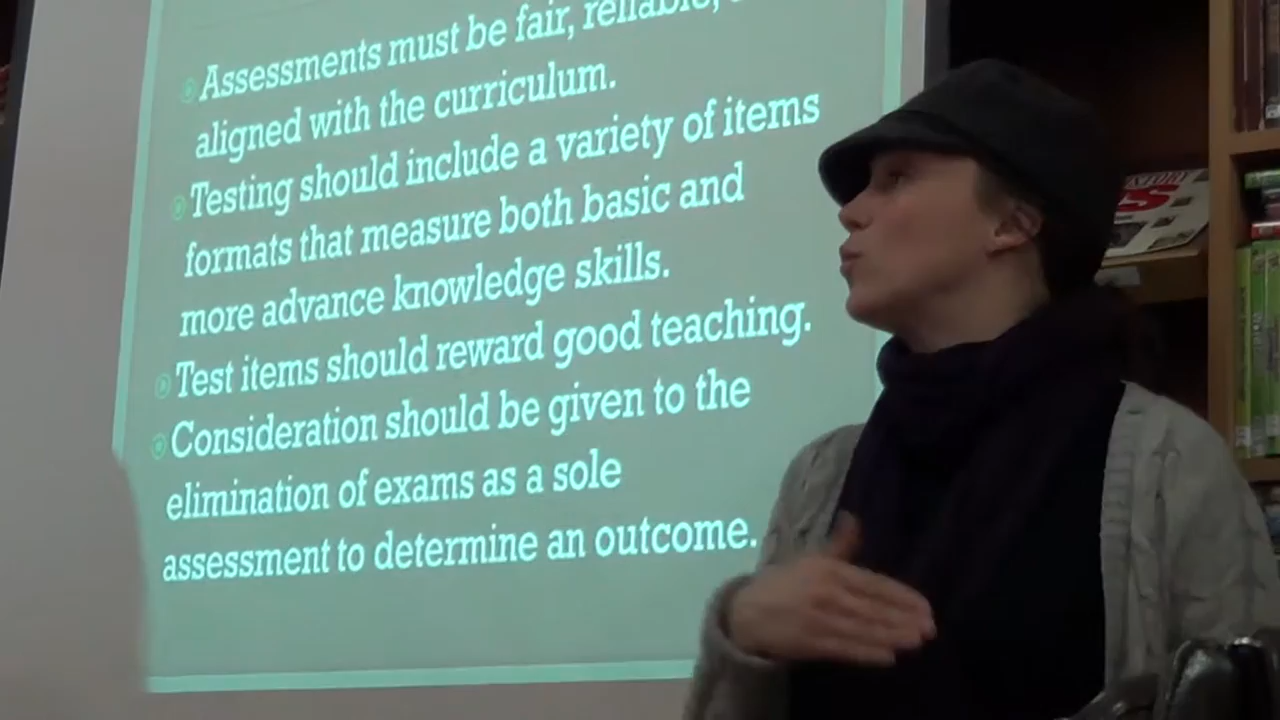 Assessments must be fair, reliable,
aligned with the curriculum.
Testing should include a variety of items
formats that measure both basic and
more advance knowledge skills.
Test items should reward good teaching.
Consideration should be given to the
elimination of exams as a sole
assessment to determine an outcome.